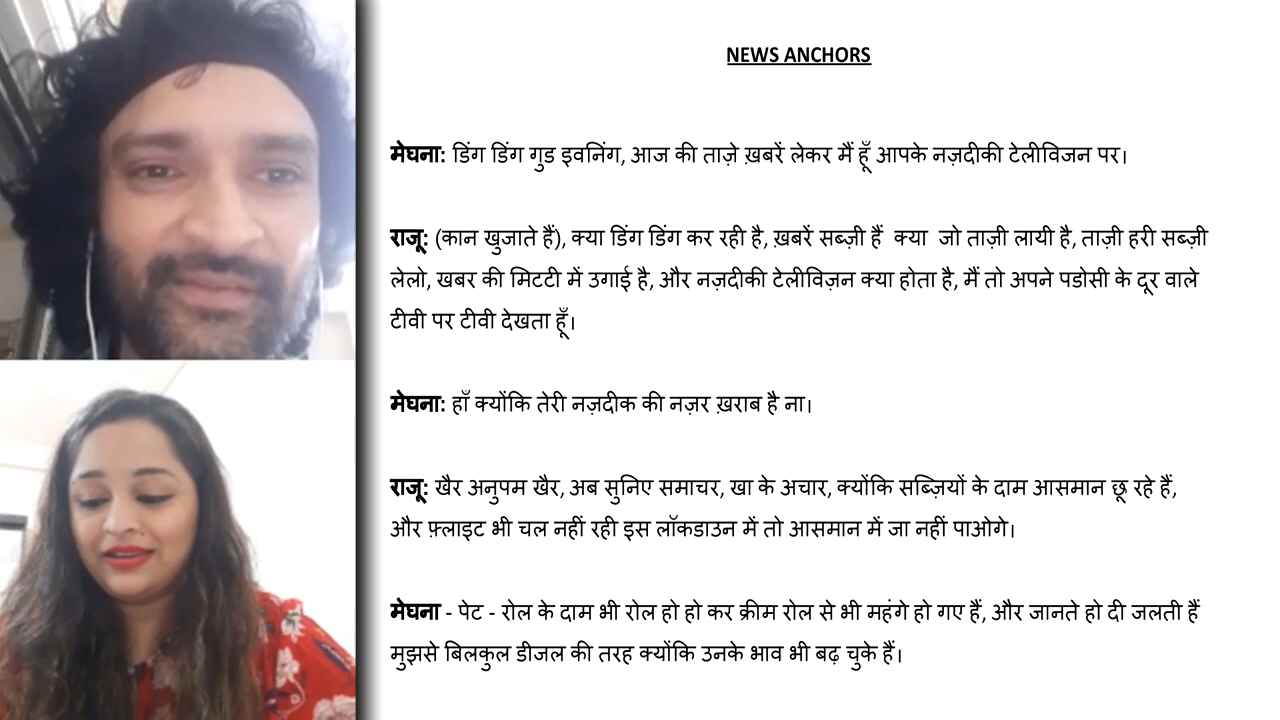 NEWS ANCHORS
मेघना: डिंग डिंग गुड इवनिंग, आज की ताज़े ख़बरें लेकर मैं हूँ आपके नज़दीकी टेलीविजन पर।
राजू: (कान खुजाते हैं), क्या डिंग डिंग कर रही है, ख़बरें सब्ज़ी हैं क्या जो ताज़ी लायी है, ताज़ी हरी सब्ज़ी
लेलो, खबर की मिटटी में उगाई है, और नज़दीकी टेलीविज़न क्या होता है, मैं तो अपने पडोसी के दूर वाले
टीवी पर टीवी देखता हूँ।
मेघना: हाँ क्योंकि तेरी नज़दीक की नज़र ख़राब है ना।
राजू: खैर अनुपम खैर, अब सुनिए समाचर, खा के अचार, क्योंकि सब्ज़ियों के दाम आसमान छू रहे हैं,
और फ़्लाइट भी चल नहीं रही इस लॉकडाउन में तो आसमान में जा नहीं पाओगे।
मेघना - पेट - रोल के दाम भी रोल हो हो कर क्रीम रोल से भी महंगे हो गए हैं, और जानते हो दी जलती हैं
मुझसे बिलकुल डीजल की तरह क्योंकि उनके भाव भी बढ़ चुके हैं।